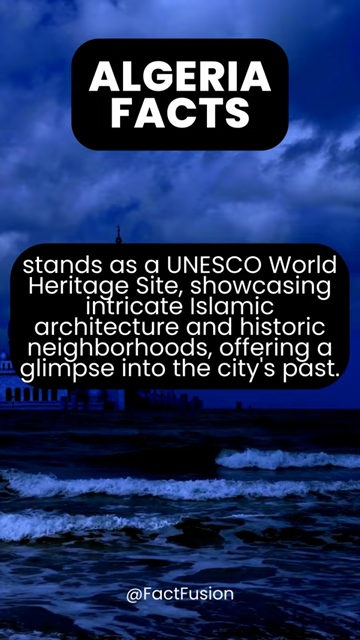 ALGERIA
FACTS
stands as a UNESCO World
Heritage Site, showcasing
intricate Islamic
architecture and historic
neighborhoods, offering a
glimpse into the city's past.
@FactFusion